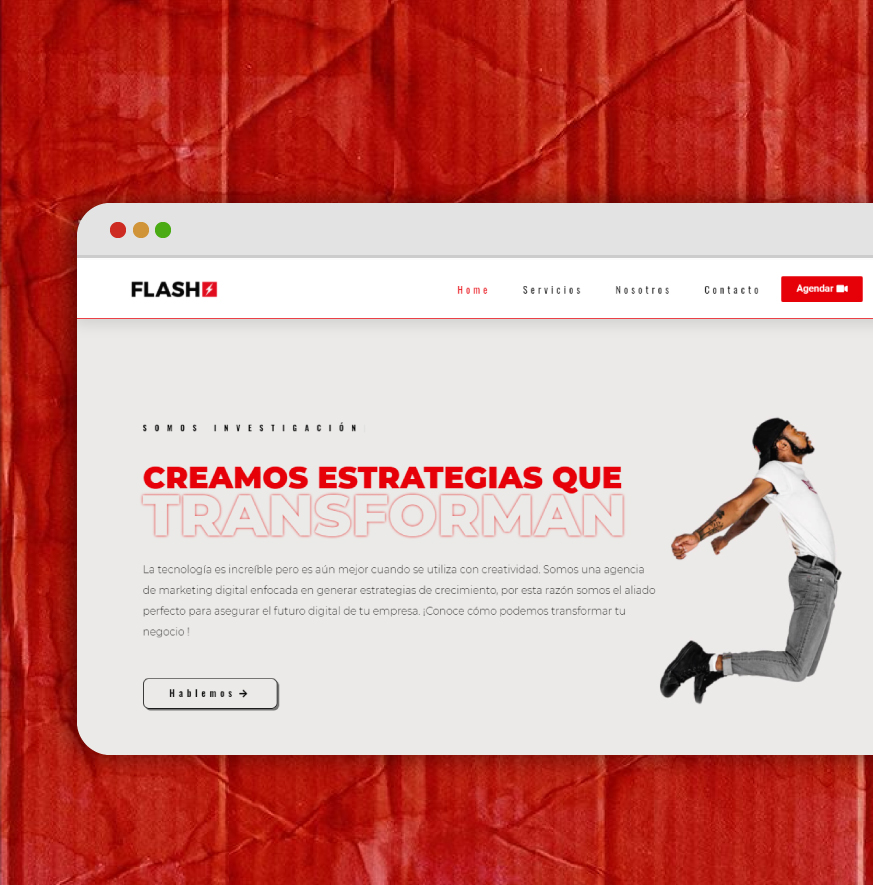 FLASH
Home Servicios Nosotros Contacto Agendar
SOMOS INVESTIGACIÓN
CREAMOS ESTRATEGIAS QUE
TRANSFORMAN
La tecnología es increíble pero es aún mejor cuando se utiliza con creatividad. Somos una agencia
de marketing digital enfocada en generar estrategias de crecimiento, por esta razón somos el aliado
perfecto para asegurar el futuro digital de tu empresa. ¡Conoce cómo podemos transformar tu
negocio !
Hablemos →